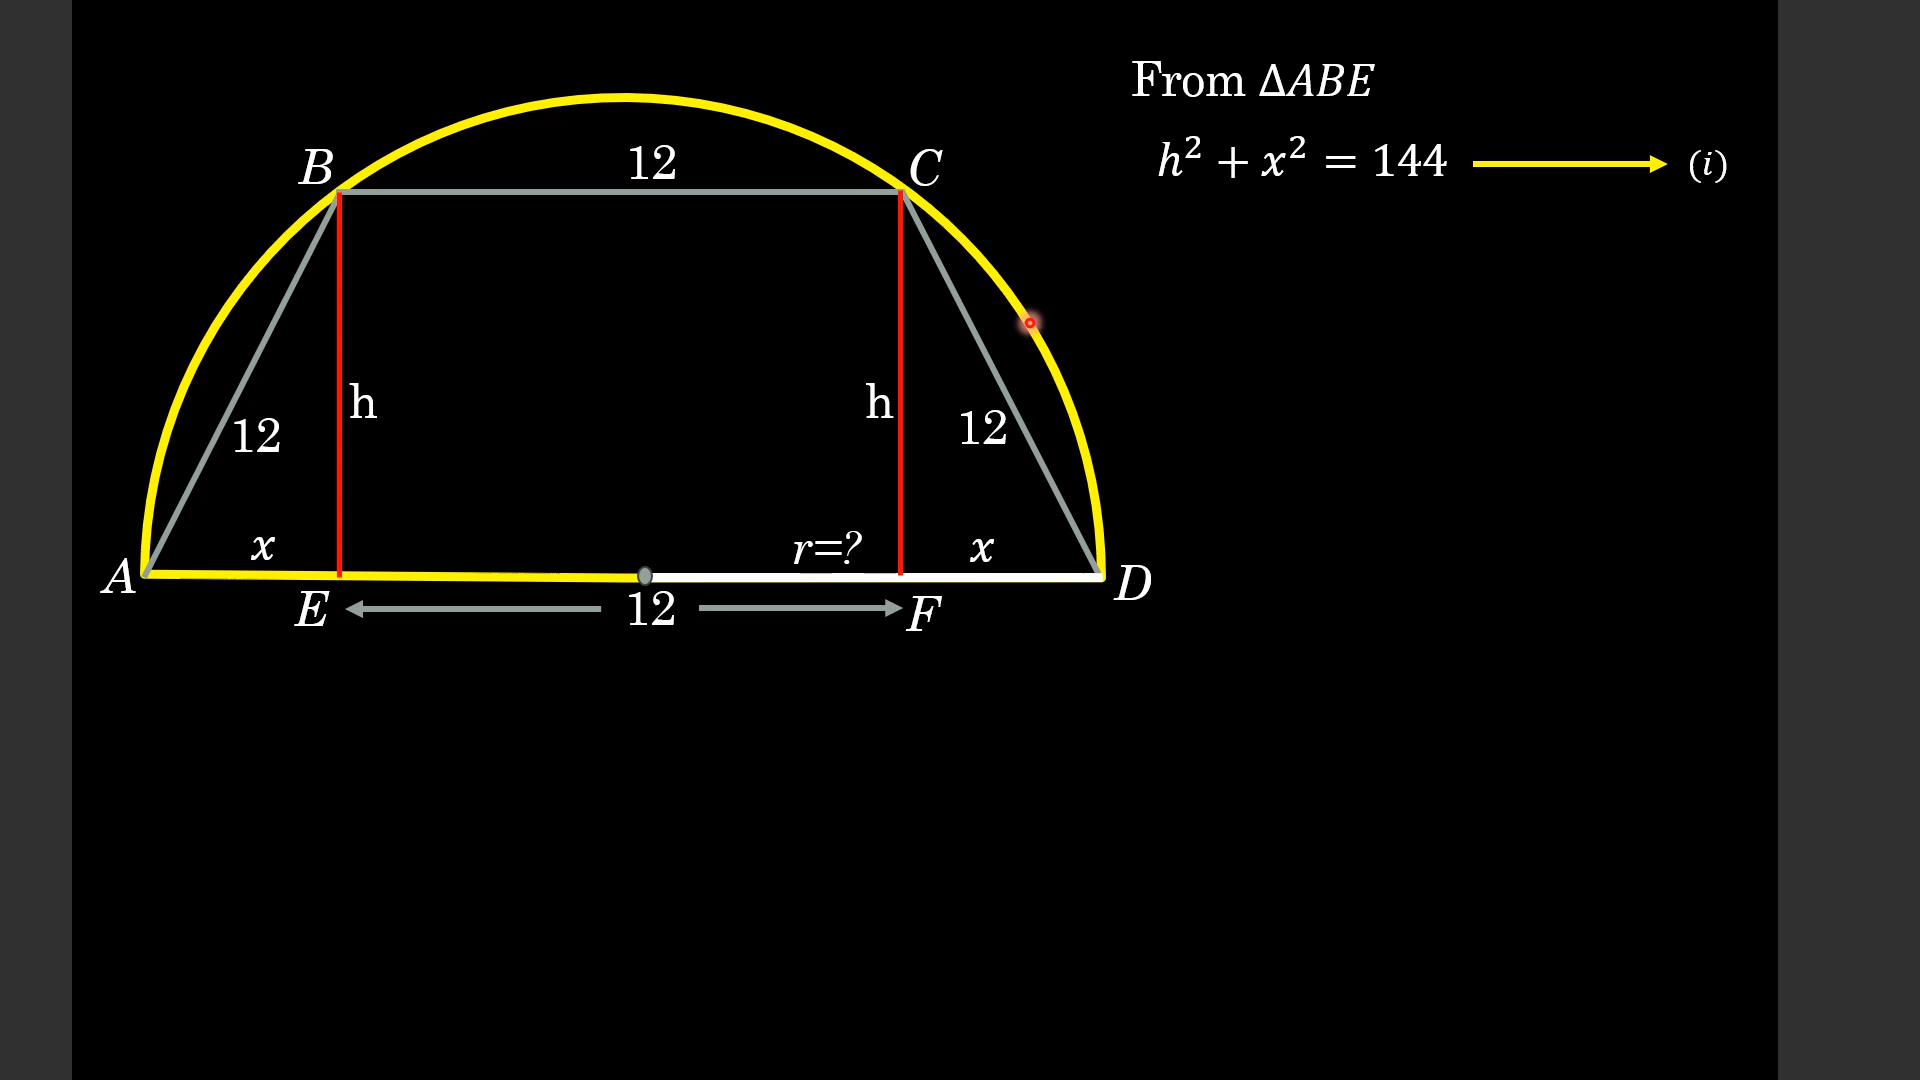 From ΔABE
h² + x² = 144 (i)
B 12 C
h h
12 12
x r=? x
A D
E 12 F